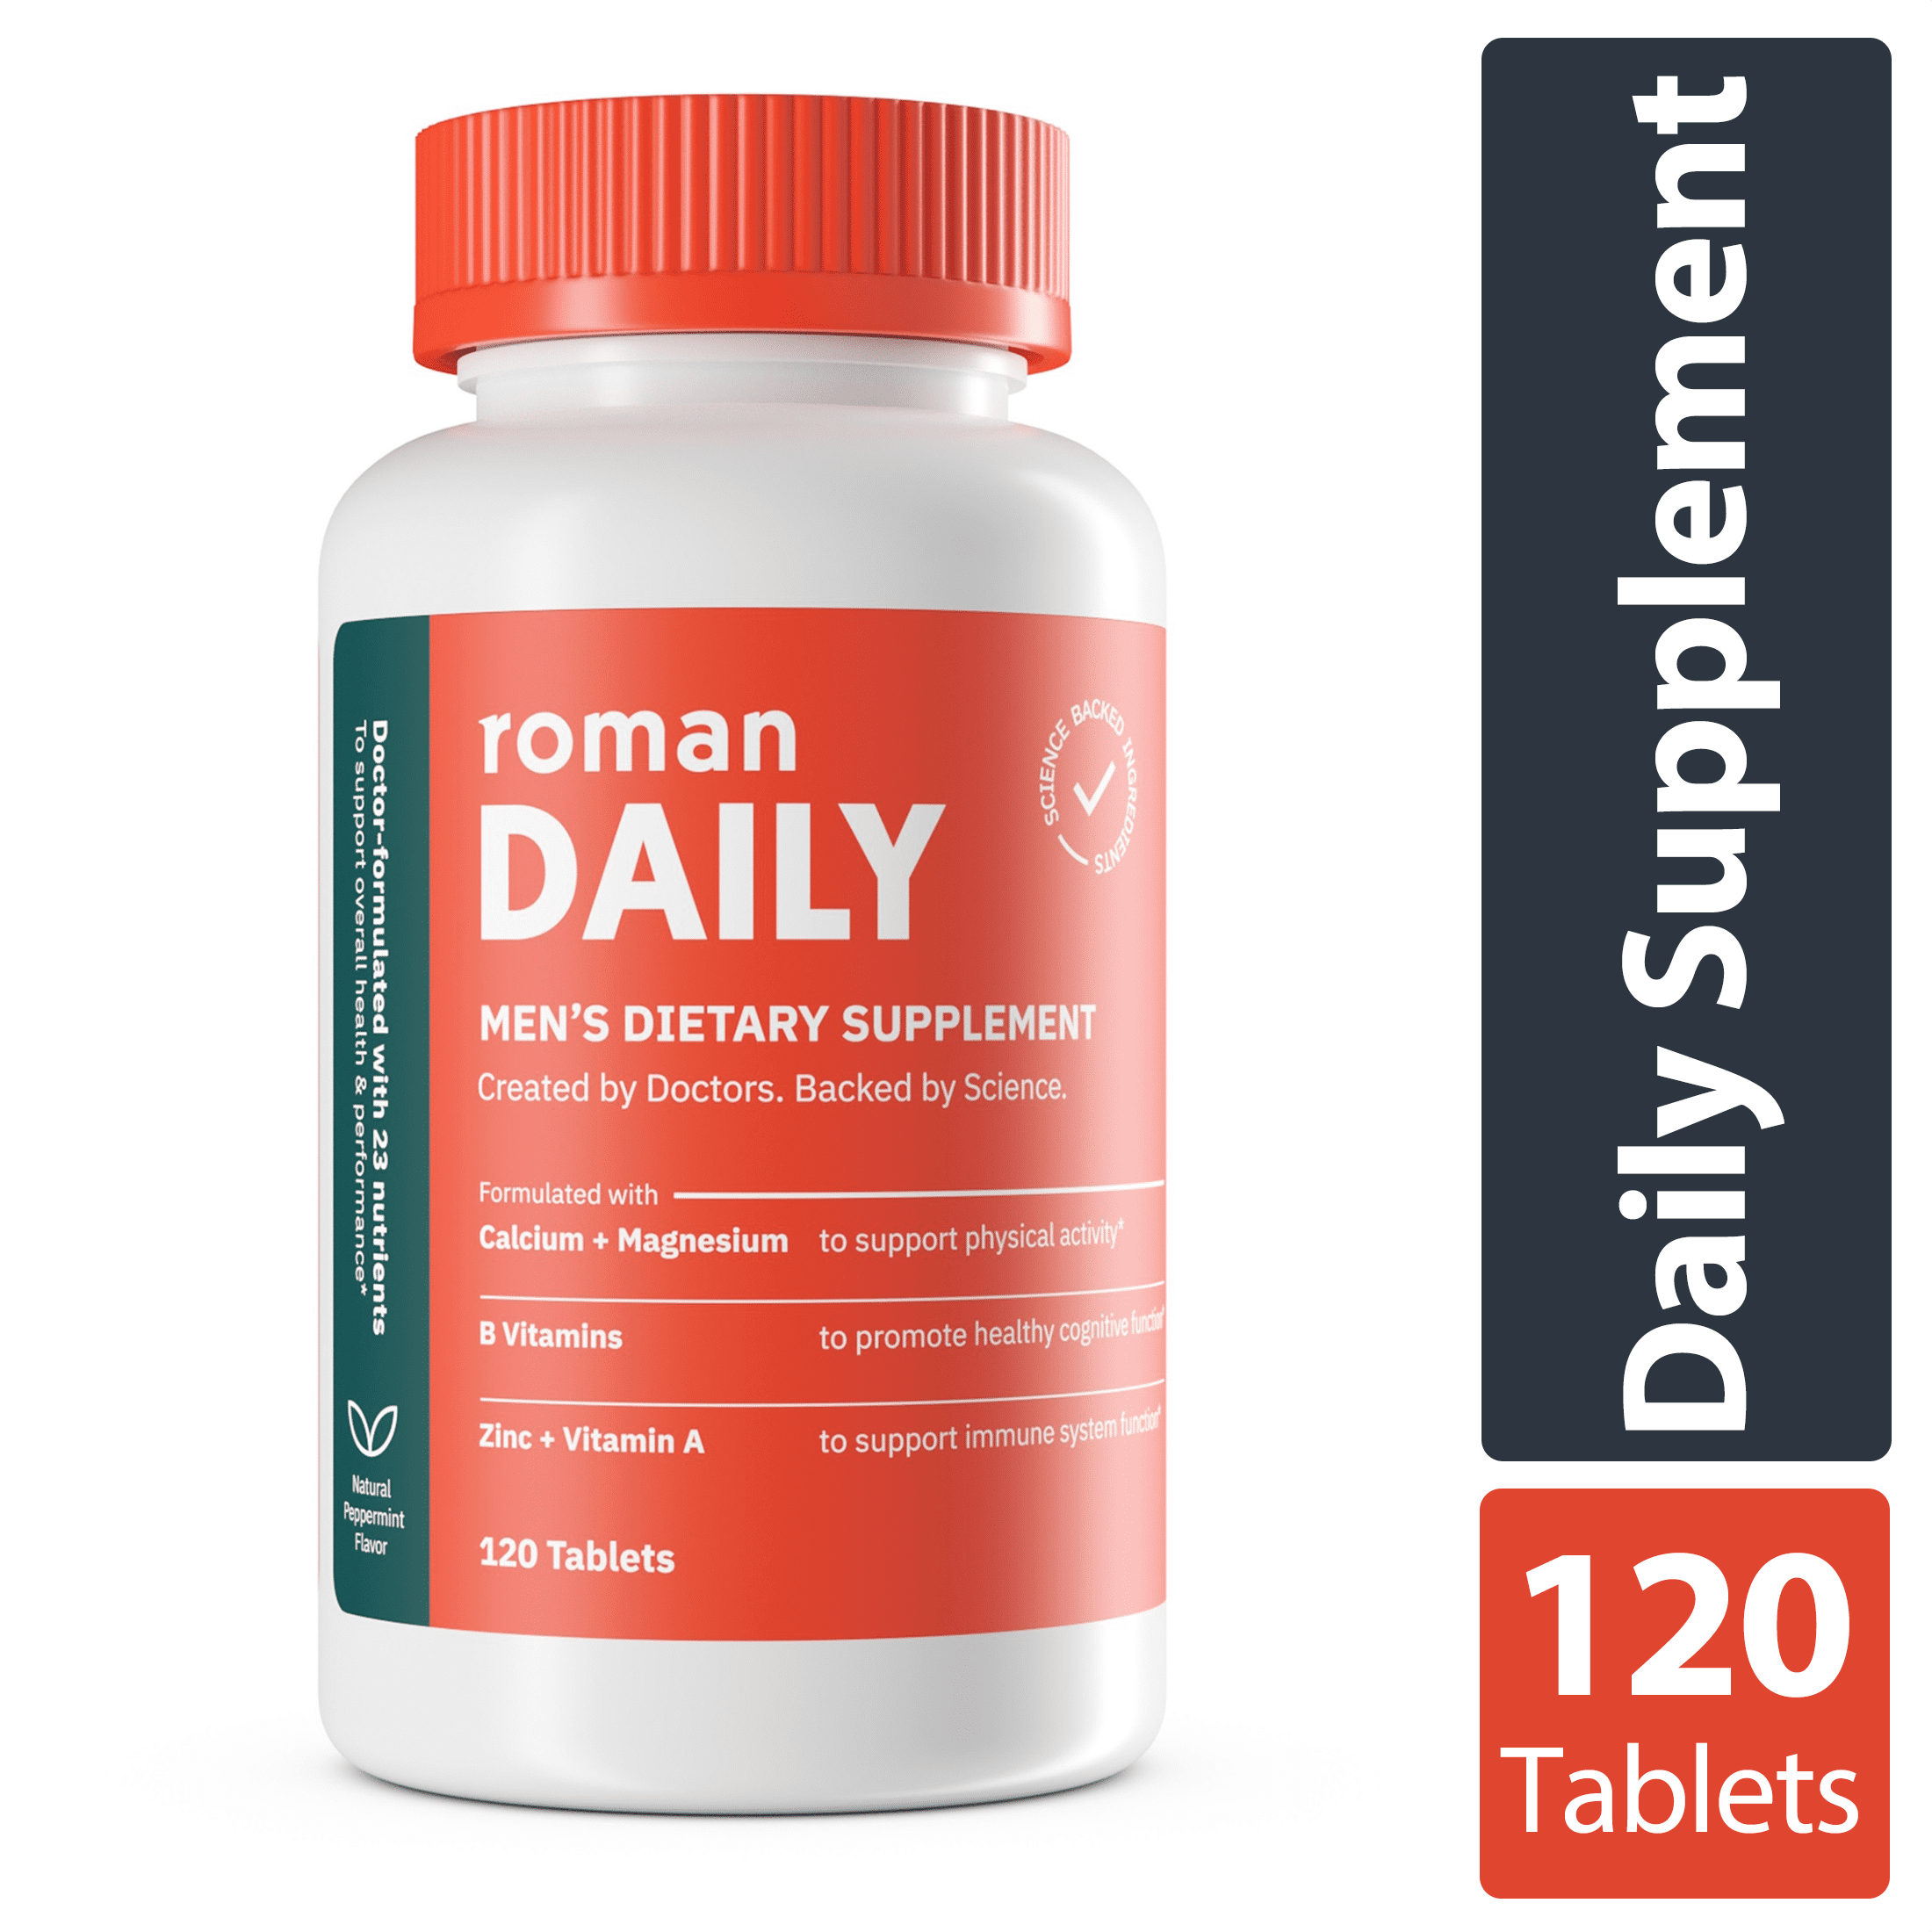 roman
DAILY
SCIENCE BACKED INGREDIENTS
MEN'S DIETARY SUPPLEMENT
Created by Doctors. Backed by Science.
Formulated with
Calcium + Magnesium to support physical activity*
B Vitamins to promote healthy cognitive function*
Zinc + Vitamin A to support immune system function*
120 Tablets
Doctor-formulated with 23 nutrients
To support overall health & performance*
Natural
Peppermint
Flavor
Daily Supplement
120
Tablets